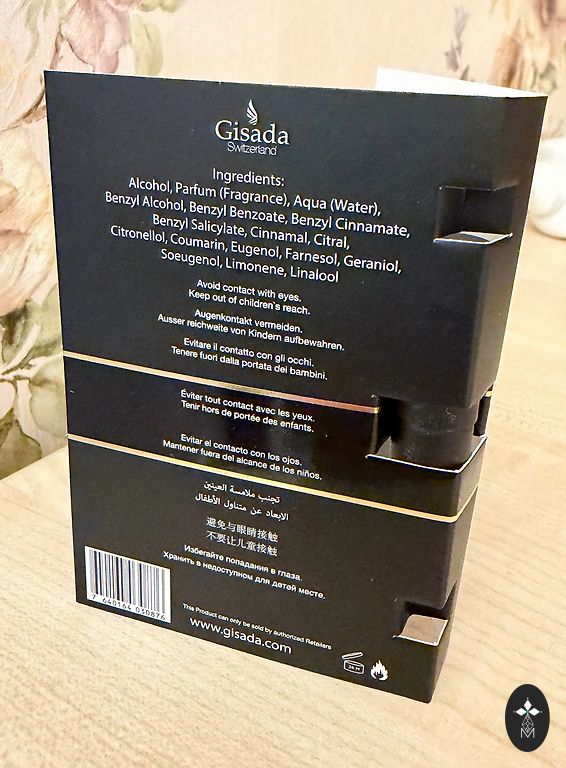 Gisada
Switzerland
Ingredients:
Alcohol, Parfum (Fragrance), Aqua (Water),
Benzyl Alcohol, Benzyl Benzoate, Benzyl Cinnamate,
Benzyl Salicylate, Cinnamal, Citral,
Citronellol, Coumarin, Eugenol, Farnesol, Geraniol,
Soeugenol, Limonene, Linalool
Avoid contact with eyes.
Keep out of children`s reach.
Augenkontakt vermeiden.
Ausser reichweite von Kindern aufbewahren.
Evitare il contatto con gli occhi.
Tenere fuori dalla portata dei bambini.
Éviter tout contact avec les yeux.
Tenir hors de portée des enfants.
Evitar el contacto con los ojos.
Mantener fuera del alcance de los niños.
تجنب ملامسة العينين
الابعاد عن متناول الأطفال
避免与眼睛接触
不要让儿童接触
Избегайте попадания в глаза.
Хранить в недоступном для детей месте.
7 640164 030876
This Product can only be sold by authorized Retailers
www.gisada.com
M